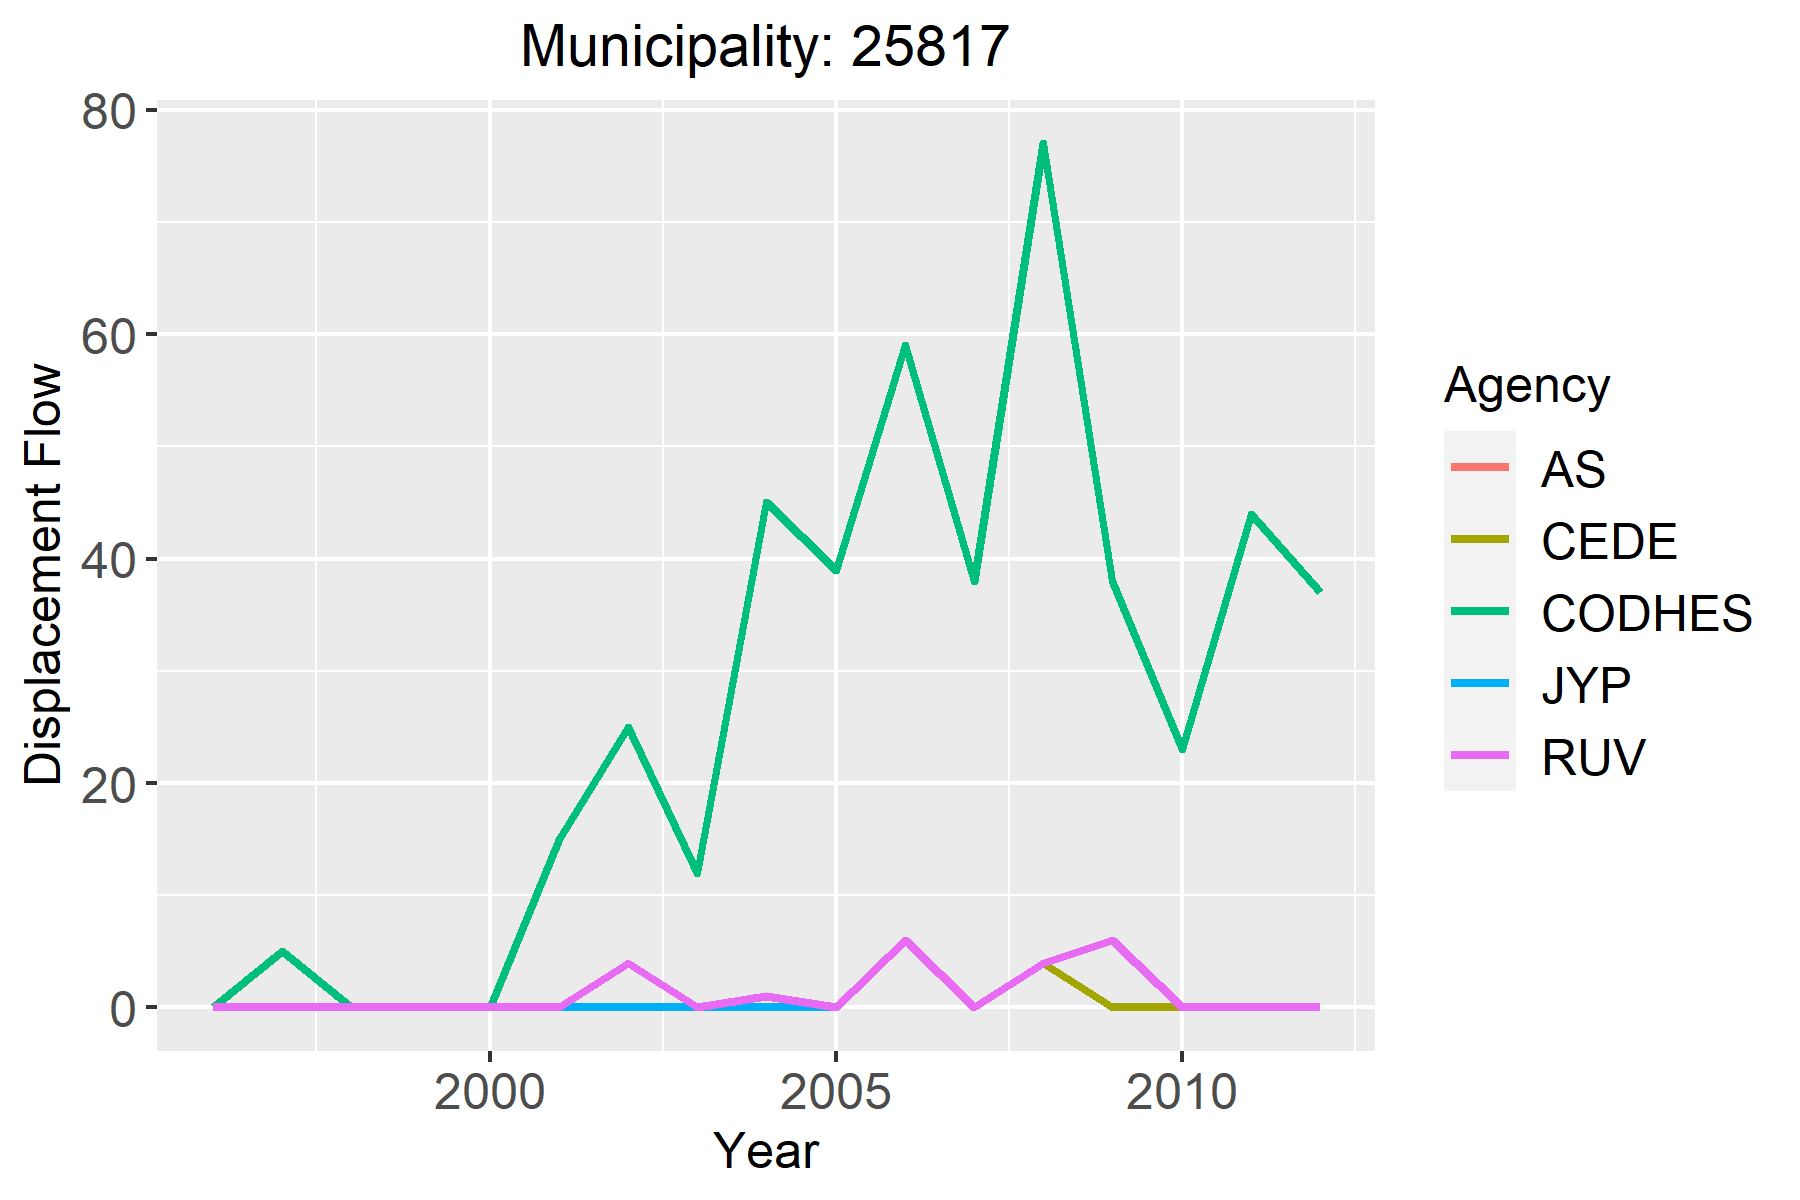 Municipality: 25817
80
60
40
20
0
Displacement Flow
2000
2005
2010
Year
Agency
AS
CEDE
CODHES
JYP
RUV